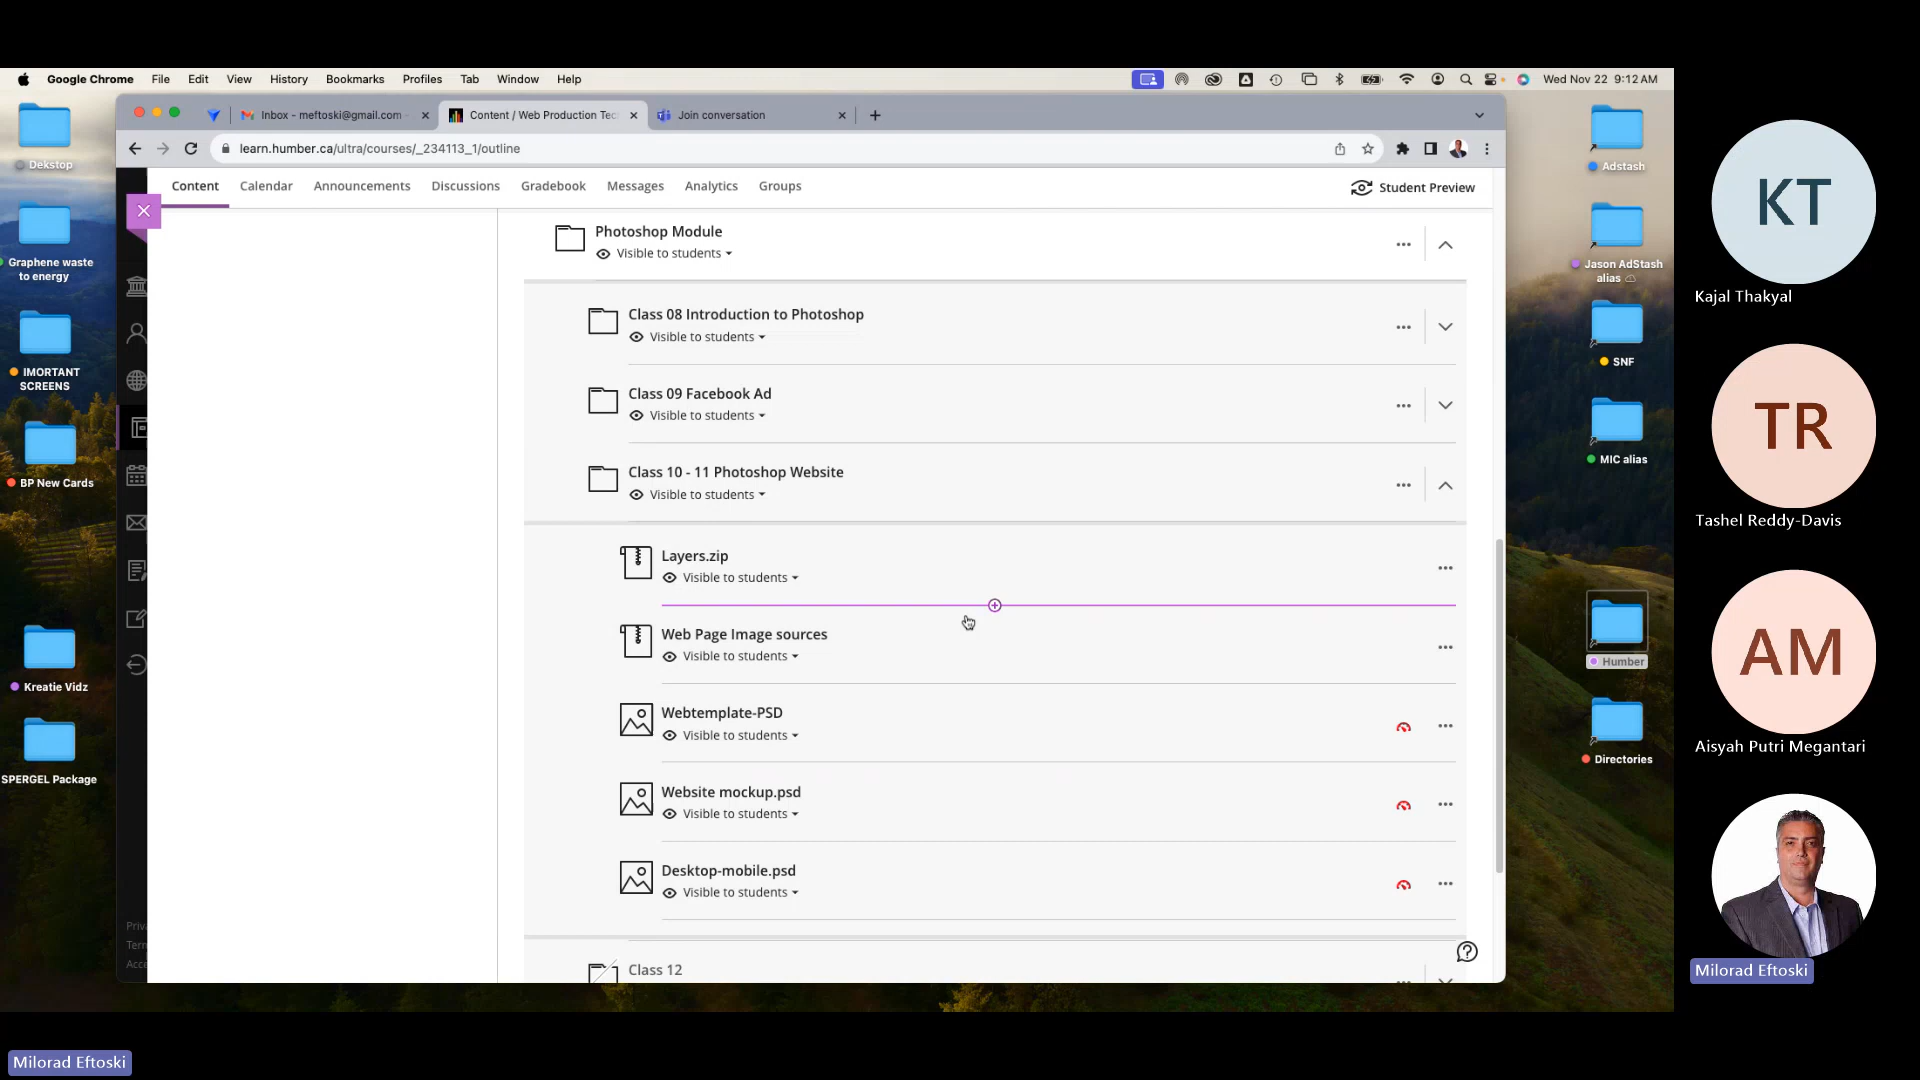 Google Chrome File Edit View History Bookmarks Profiles Tab Window Help
Wed Nov 22 9:12 AM
Inbox - meftoski@gmail.com -
Content / Web Production Tec
Join conversation
learn.humber.ca/ultra/courses/_234113_1/outline
Content Calendar Announcements Discussions Gradebook Messages Analytics Groups
Student Preview
Photoshop Module
Visible to students
Class 08 Introduction to Photoshop
Visible to students
Class 09 Facebook Ad
Visible to students
Class 10 - 11 Photoshop Website
Visible to students
Layers.zip
Visible to students
Web Page Image sources
Visible to students
Webtemplate-PSD
Visible to students
Website mockup.psd
Visible to students
Desktop-mobile.psd
Visible to students
Class 12
Priv
Term
Acce
Dekstop
Graphene waste
to energy
IMORTANT
SCREENS
BP New Cards
Kreatie Vidz
SPERGEL Package
Adstash
Jason AdStash
alias
SNF
MIC alias
Humber
Directories
KT
Kajal Thakyal
TR
Tashel Reddy-Davis
AM
Aisyah Putri Megantari
Milorad Eftoski
Milorad Eftoski